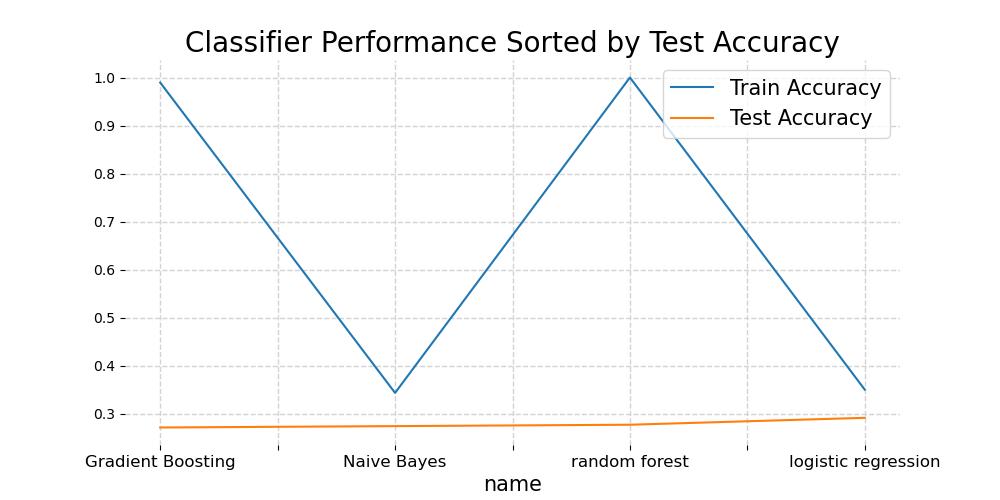 Classifier Performance Sorted by Test Accuracy
Train Accuracy
Test Accuracy
1.0
0.9
0.8
0.7
0.6
0.5
0.4
0.3
Gradient Boosting Naive Bayes random forest logistic regression
name